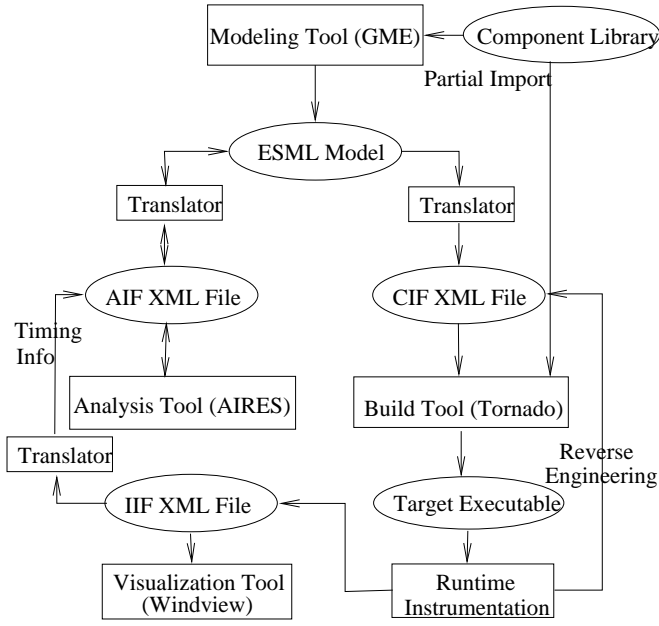 Modeling Tool (GME)
Component Library
Partial Import
ESML Model
Translator
Translator
AIF XML File
CIF XML File
Timing
Info
Analysis Tool (AIRES)
Build Tool (Tornado)
Translator
Reverse
Engineering
IIF XML File
Target Executable
Visualization Tool
(Windview)
Runtime
Instrumentation